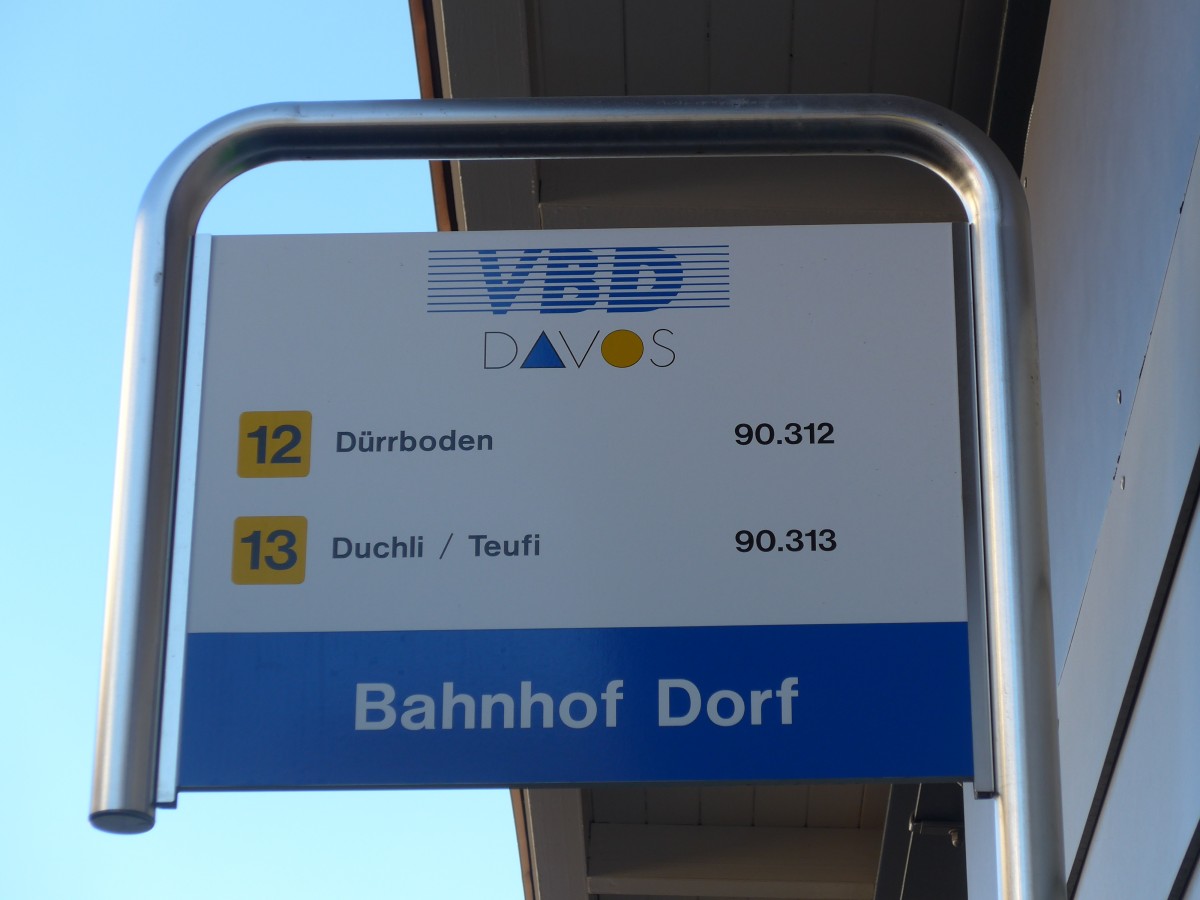 VBD
DAVOS
12 Dürrboden 90.312
13 Duchli / Teufi 90.313
Bahnhof Dorf